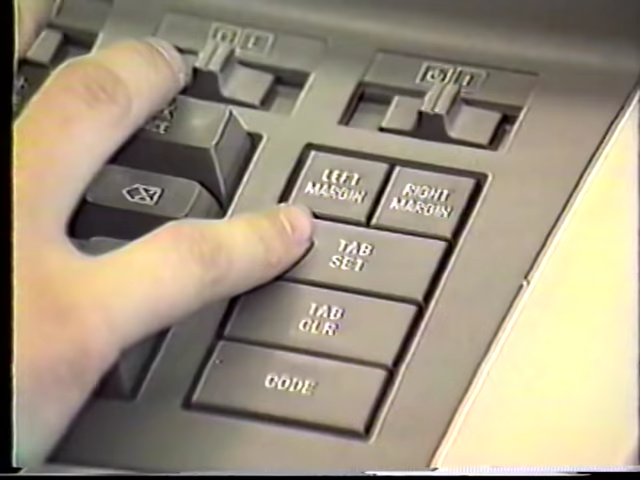 LEFT
MARGIN
RIGHT
MARGIN
TAB
SET
TAB
CLR
CODE